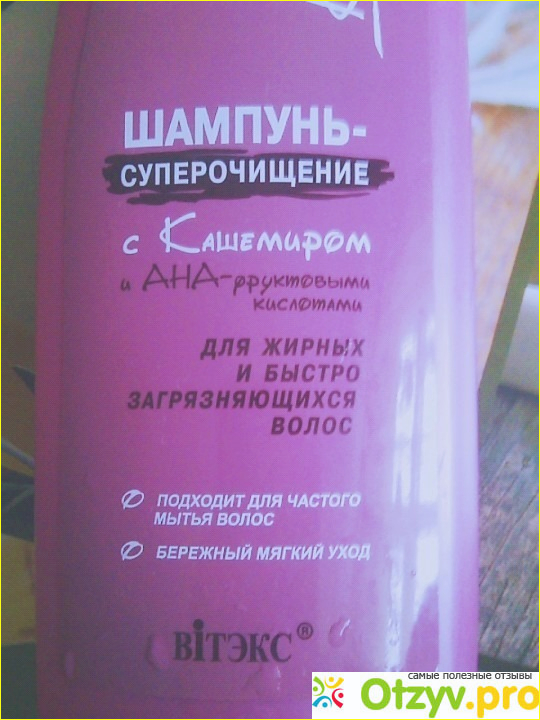 ШАМПУНЬ-
СУПЕРОЧИЩЕНИЕ
с Кашемиром
и АНА-фруктовыми
кислотами
ДЛЯ ЖИРНЫХ
И БЫСТРО
ЗАГРЯЗНЯЮЩИХСЯ
ВОЛОС
ПОДХОДИТ ДЛЯ ЧАСТОГО
МЫТЬЯ ВОЛОС
БЕРЕЖНЫЙ МЯГКИЙ УХОД
ВiТЭКС®
самые полезные отзывы
Otzyv.pro